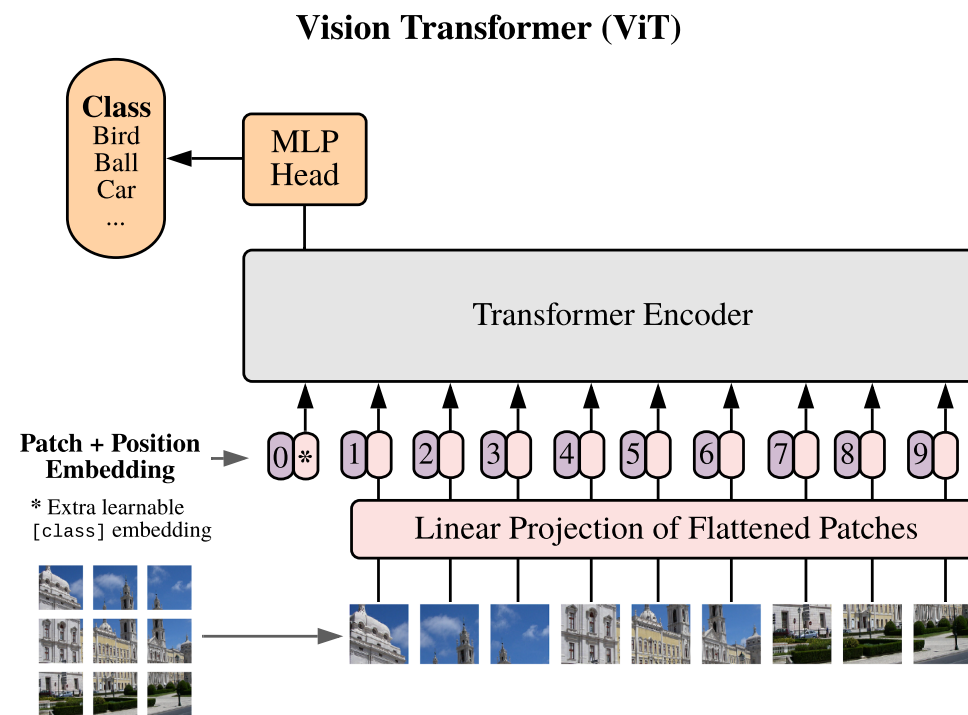 Vision Transformer (ViT)
Class
Bird
Ball
Car
...
MLP
Head
Transformer Encoder
Patch + Position
Embedding
0 * 1 2 3 4 5 6 7 8 9
* Extra learnable
[class] embedding
Linear Projection of Flattened Patches